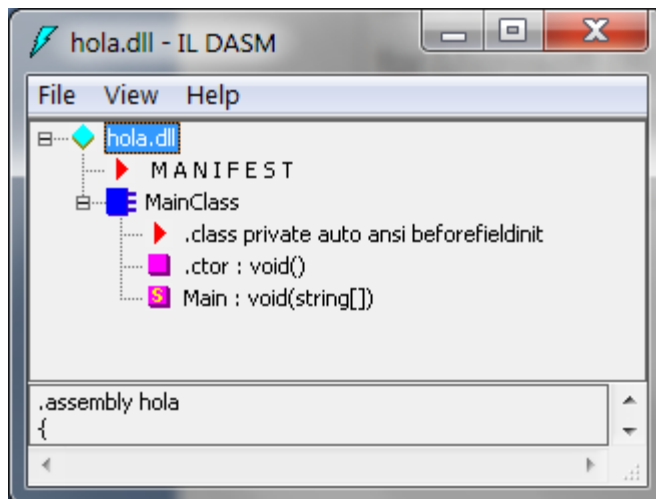 hola.dll - IL DASM
File View Help
hola.dll
M A N I F E S T
MainClass
.class private auto ansi beforefieldinit
.ctor : void()
S Main : void(string[])
.assembly hola
{